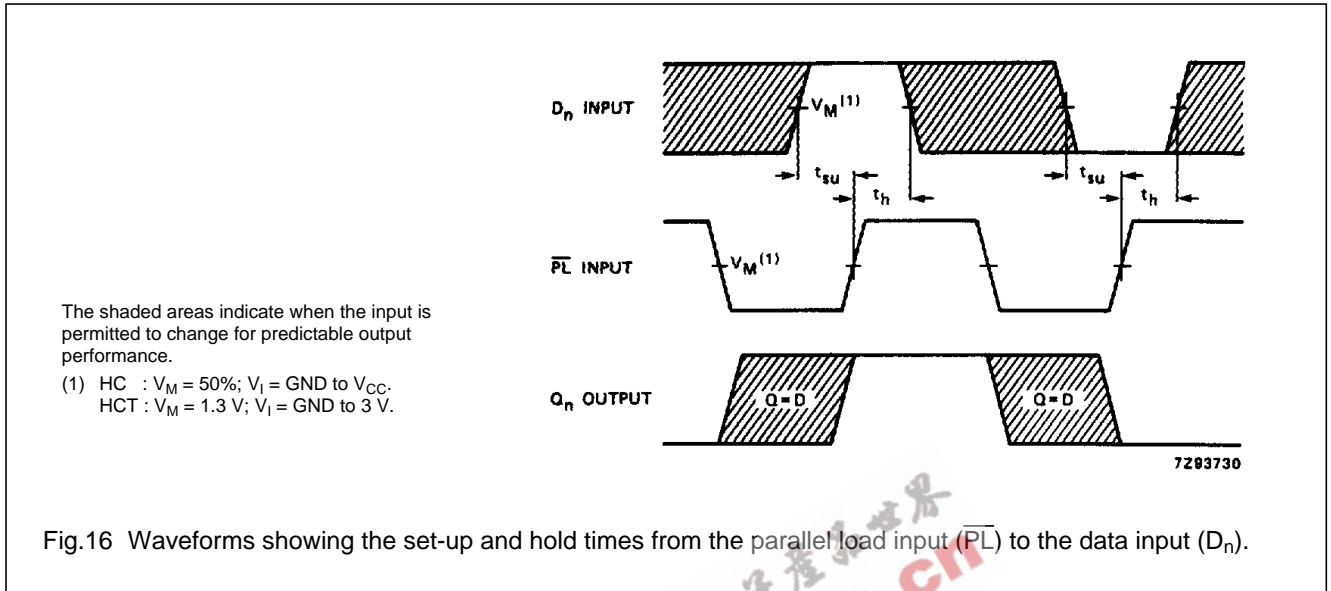 Dn INPUT
VM(1)
tsu
th
tsu
th
PL INPUT
VM(1)
The shaded areas indicate when the input is
permitted to change for predictable output
performance.
(1) HC : VM = 50%; VI = GND to VCC.
HCT : VM = 1.3 V; VI = GND to 3 V.
Qn OUTPUT
Q=D
Q=D
7Z93730
Fig.16 Waveforms showing the set-up and hold times from the parallel load input (PL) to the data input (Dn).
.cn